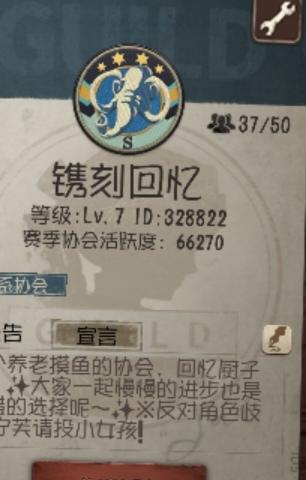 GUILD
S
37/50
镌刻回忆
等级:Lv.7 ID:328822
赛季协会活跃度: 66270
系协会
告 宣言
GUILD
养老摸鱼的协会，回忆厨子
✨大家一起慢慢的进步也是
的选择呢～✨※反对角色歧
请投小女孩!